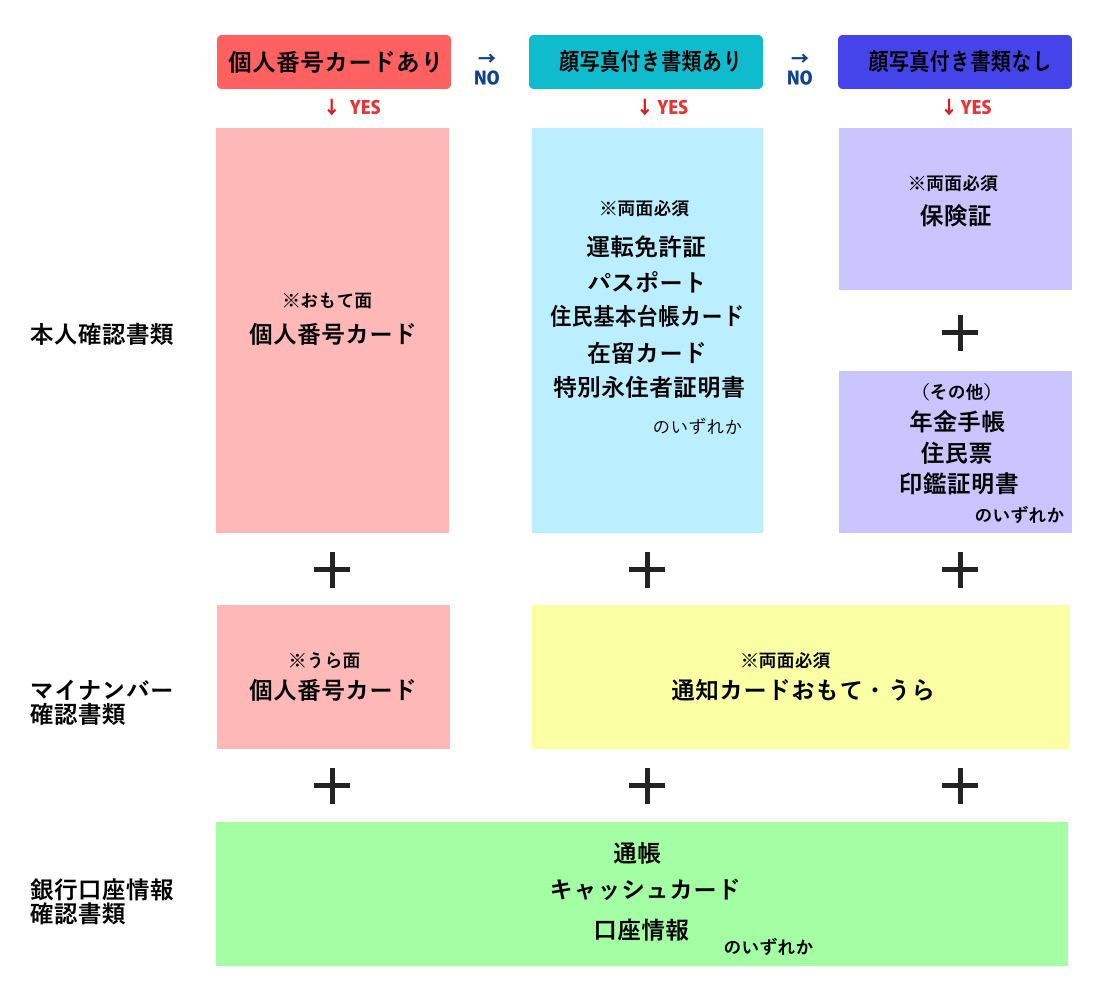 個人番号カードあり
→
NO
顔写真付き書類あり
→
NO
顔写真付き書類なし
↓ YES
↓ YES
↓ YES
本人確認書類
※おもて面
個人番号カード
※両面必須
運転免許証
パスポート
住民基本台帳カード
在留カード
特別永住者証明書
のいずれか
※両面必須
保険証
+
（その他）
年金手帳
住民票
印鑑証明書
のいずれか
+
+
+
マイナンバー
確認書類
※うら面
個人番号カード
※両面必須
通知カードおもて・うら
+
+
+
銀行口座情報
確認書類
通帳
キャッシュカード
口座情報
のいずれか